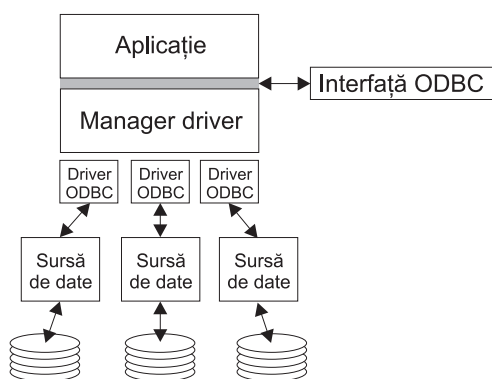 Aplicație
Interfață ODBC
Manager driver
Driver
ODBC
Driver
ODBC
Driver
ODBC
Sursă
de date
Sursă
de date
Sursă
de date